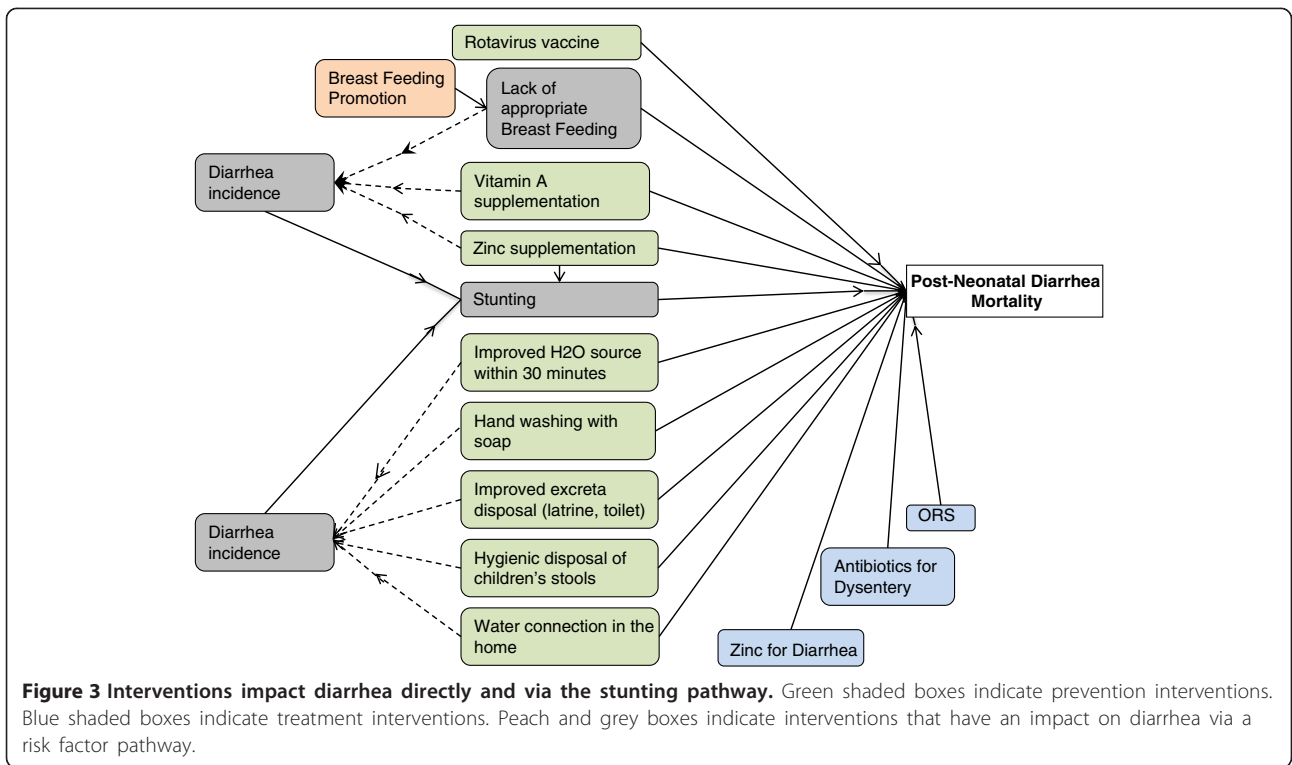 Rotavirus vaccine
Breast Feeding
Promotion
Lack of
appropriate
Breast Feeding
Diarrhea
incidence
Vitamin A
supplementation
Zinc supplementation
Stunting
Post-Neonatal Diarrhea
Mortality
Improved H2O source
within 30 minutes
Hand washing with
soap
Improved excreta
disposal (latrine, toilet)
Diarrhea
incidence
Hygienic disposal of
children's stools
Water connection in the
home
ORS
Antibiotics for
Dysentery
Zinc for Diarrhea
Figure 3 Interventions impact diarrhea directly and via the stunting pathway. Green shaded boxes indicate prevention interventions.
Blue shaded boxes indicate treatment interventions. Peach and grey boxes indicate interventions that have an impact on diarrhea via a
risk factor pathway.